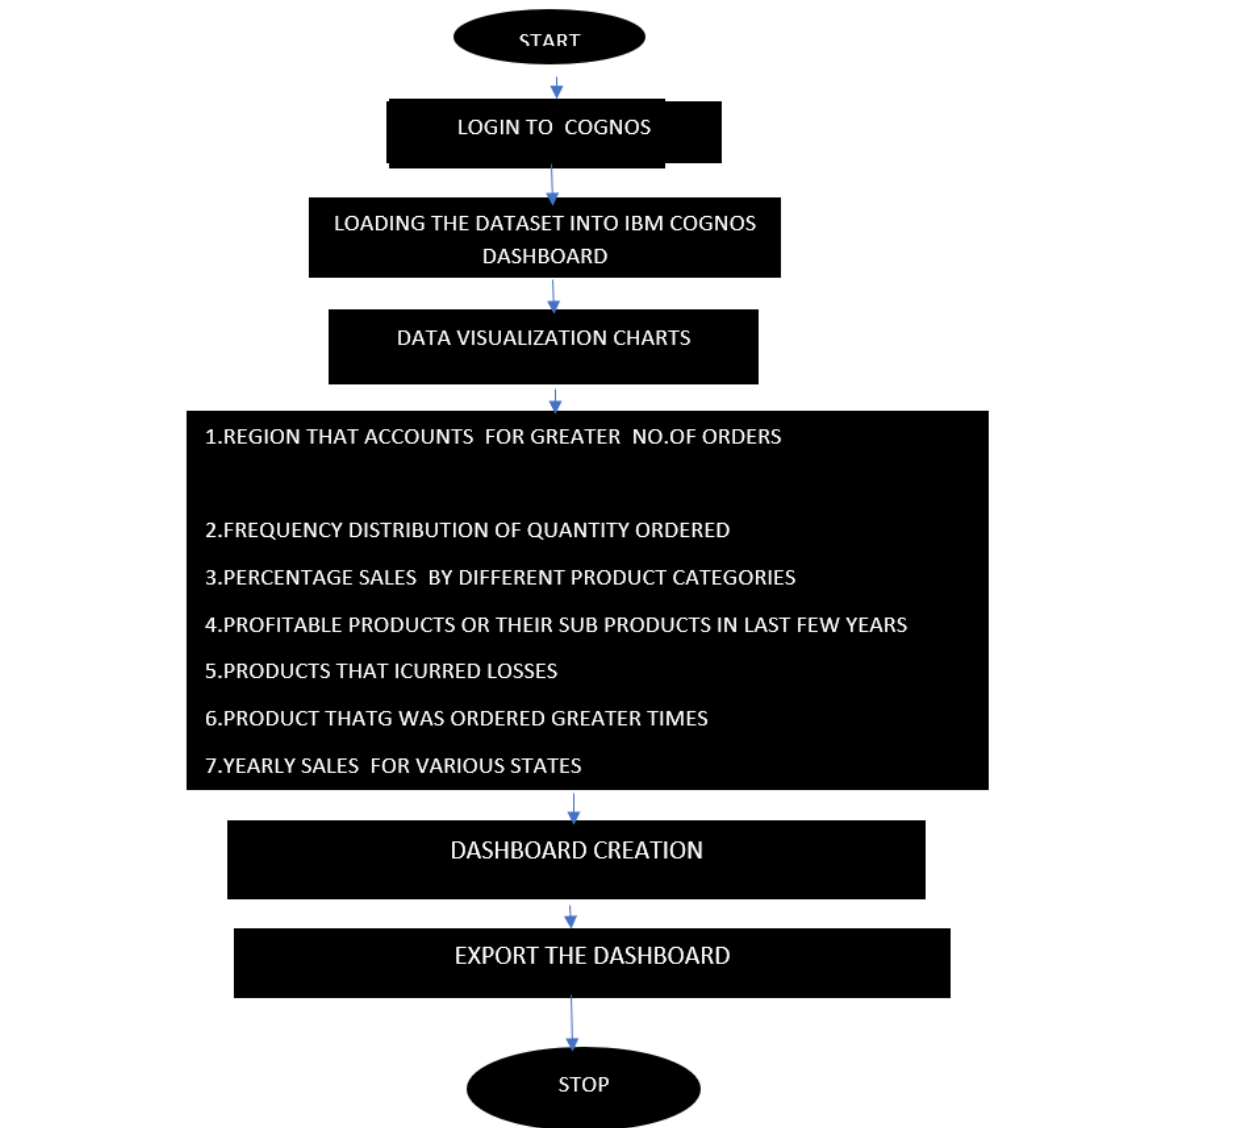 START
LOGIN TO  COGNOS
LOADING THE DATASET INTO IBM COGNOS
DASHBOARD
DATA VISUALIZATION CHARTS
1.REGION THAT ACCOUNTS  FOR GREATER  NO.OF ORDERS
2.FREQUENCY DISTRIBUTION OF QUANTITY ORDERED
3.PERCENTAGE SALES  BY DIFFERENT PRODUCT CATEGORIES
4.PROFITABLE PRODUCTS OR THEIR SUB PRODUCTS IN LAST FEW YEARS
5.PRODUCTS THAT ICURRED LOSSES
6.PRODUCT THATG WAS ORDERED GREATER TIMES
7.YEARLY SALES  FOR VARIOUS STATES
DASHBOARD CREATION
EXPORT THE DASHBOARD
STOP